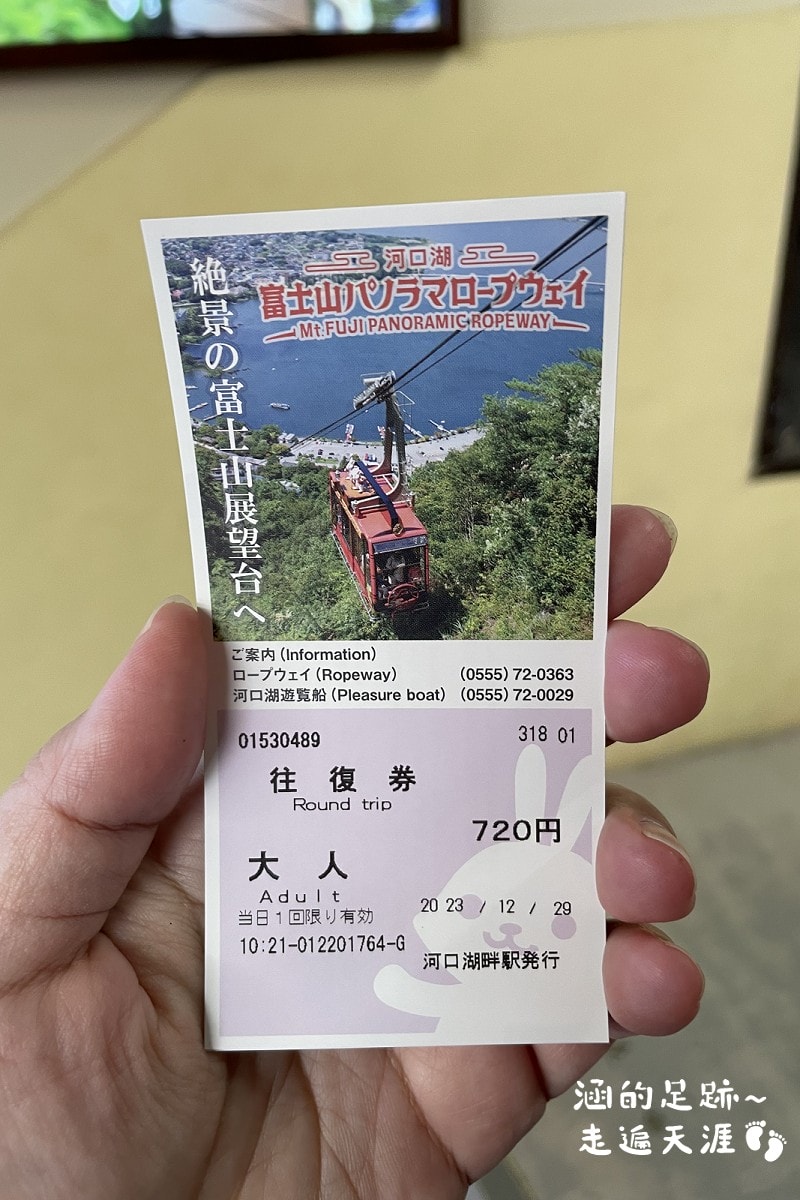 河口湖
富士山パノラマロープウェイ
Mt.FUJI PANORAMIC ROPEWAY
絶景の富士山展望台へ
ご案内 (Information)
ロープウェイ (Ropeway) (0555) 72-0363
河口湖遊覧船 (Pleasure boat) (0555) 72-0029
01530489 318 01
往復券
Round trip
720円
大人
Adult
当日1回限り有効 2023 / 12 / 29
10:21-012201764-G 河口湖畔駅発行
涵的足跡~
走遍天涯